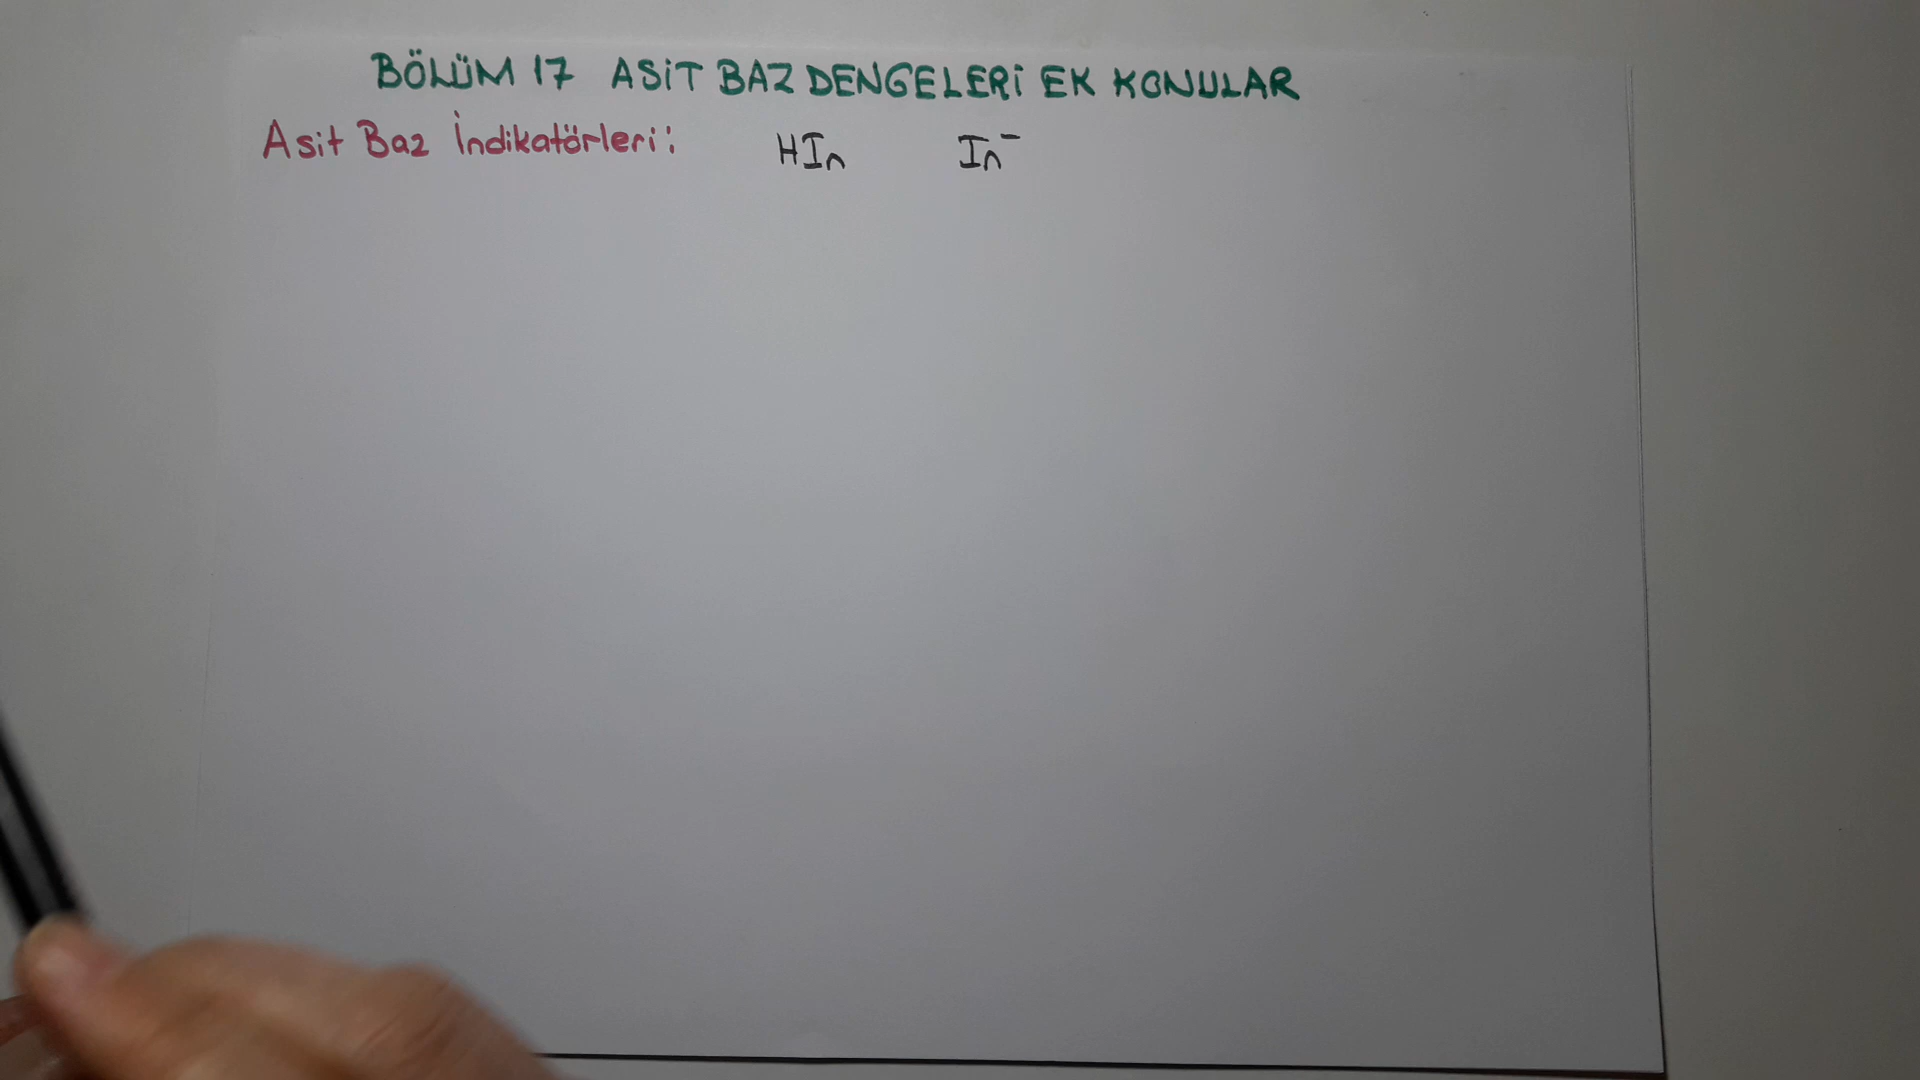 BÖLÜM 17 ASİT BAZ DENGELERİ EK KONULAR
Asit Baz İndikatörleri: HIn In⁻